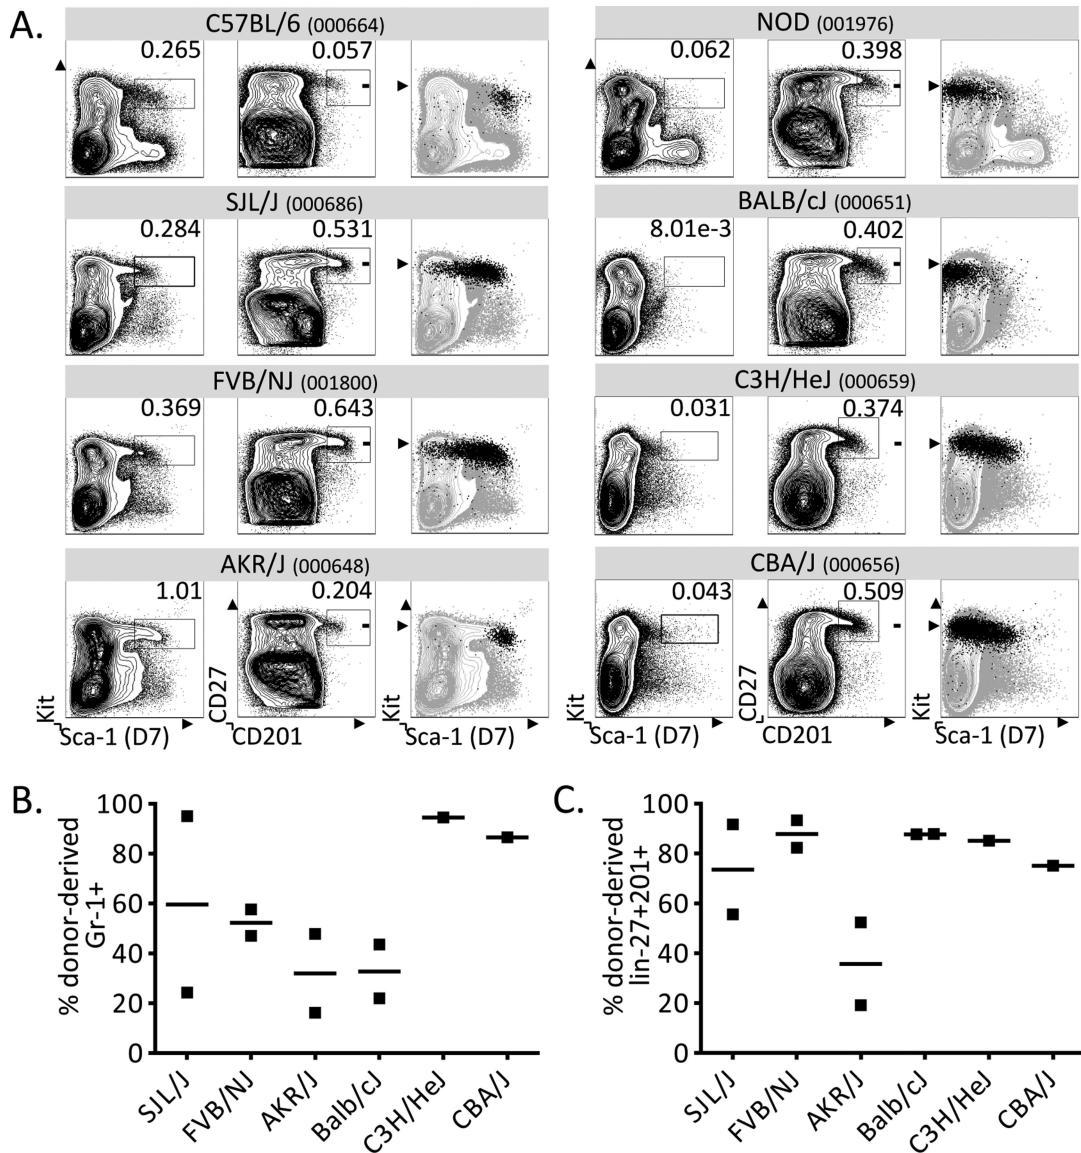 A.
C57BL/6 (000664)
0.265
0.057
NOD (001976)
0.062
0.398
SJL/J (000686)
0.284
0.531
BALB/cJ (000651)
8.01e-3
0.402
FVB/NJ (001800)
0.369
0.643
C3H/HeJ (000659)
0.031
0.374
AKR/J (000648)
1.01
0.204
Kit
Sca-1 (D7)
CD27
CD201
Kit
Sca-1 (D7)
CBA/J (000656)
0.043
0.509
Kit
Sca-1 (D7)
CD27
CD201
Kit
Sca-1 (D7)
B.
% donor-derived
Gr-1+
100
80
60
40
20
0
SJL/J
FVB/NJ
AKR/J
Balb/cJ
C3H/HeJ
CBA/J
C.
% donor-derived
lin-27+201+
100
80
60
40
20
0
SJL/J
FVB/NJ
AKR/J
Balb/cJ
C3H/HeJ
CBA/J